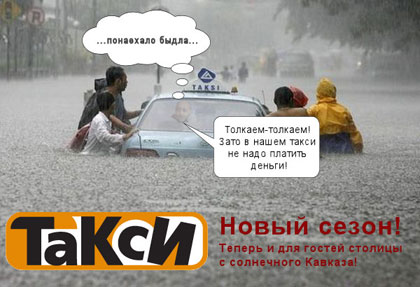 ...понаехало быдла...
TAKSI
Толкаем-толкаем!
Зато в нашем такси
не надо платить
деньги!
ТаКсИ
Новый сезон!
Теперь и для гостей столицы
с солнечного Кавказа!